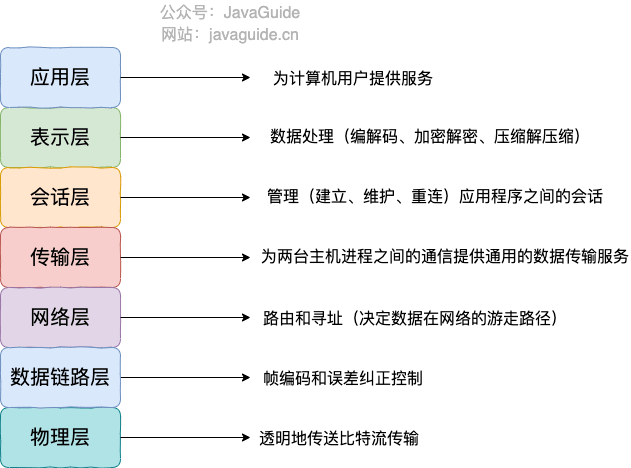 公众号：JavaGuide
网站：javaguide.cn
应用层
为计算机用户提供服务
表示层
数据处理（编解码、加密解密、压缩解压缩）
会话层
管理（建立、维护、重连）应用程序之间的会话
传输层
为两台主机进程之间的通信提供通用的数据传输服务
网络层
路由和寻址（决定数据在网络的游走路径）
数据链路层
帧编码和误差纠正控制
物理层
透明地传送比特流传输